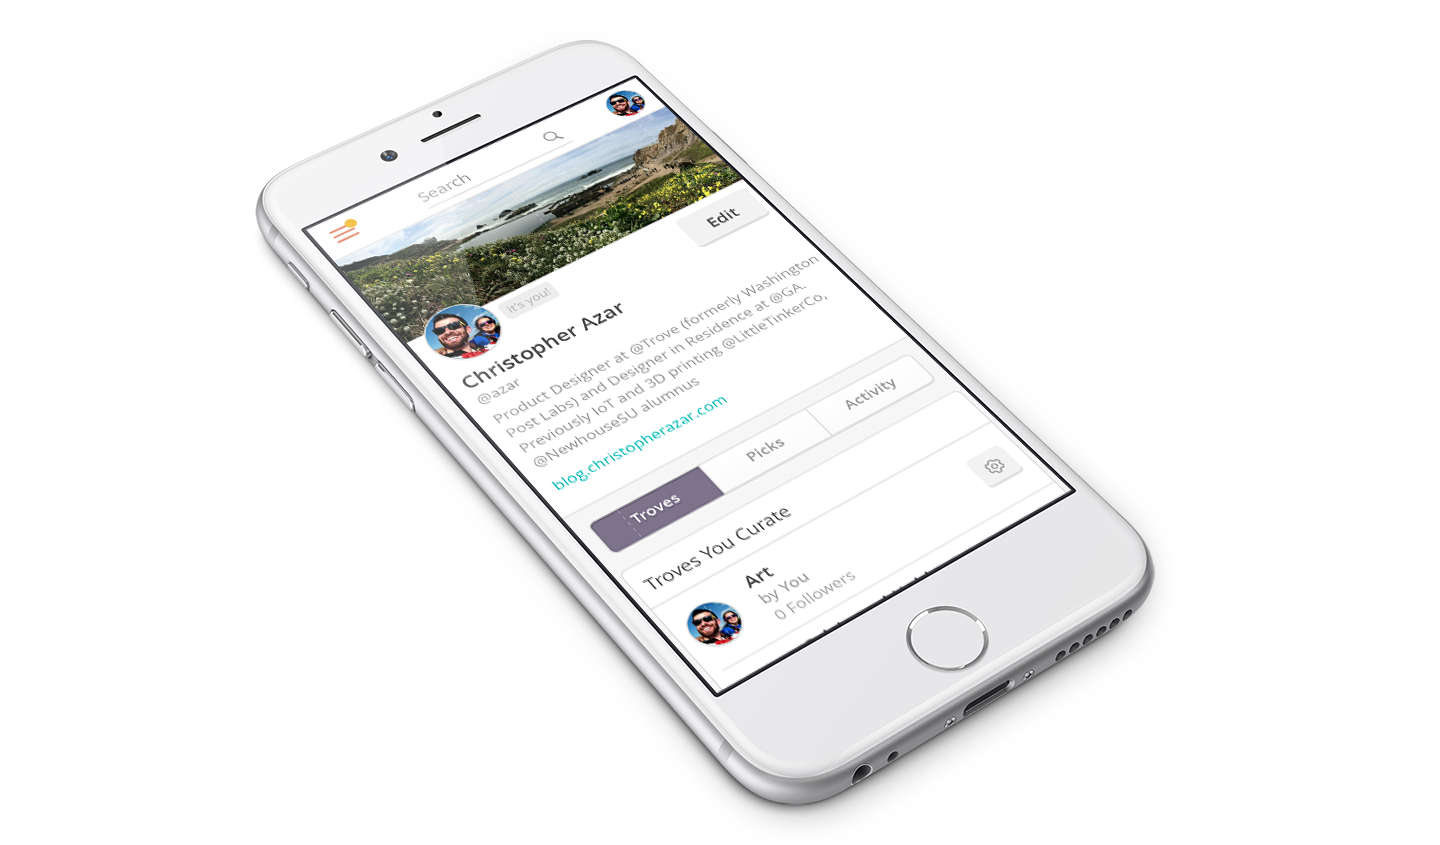 Search
Edit
it's you!
Christopher Azar
@azar
Product Designer at @Trove (formerly Washington
Post Labs) and Designer in Residence at @GA.
Previously IoT and 3D printing @LittleTinkerCo,
@NewhouseSU alumnus
blog.christopherazar.com
Troves
Picks
Activity
Troves You Curate
Art
by You
0 Followers